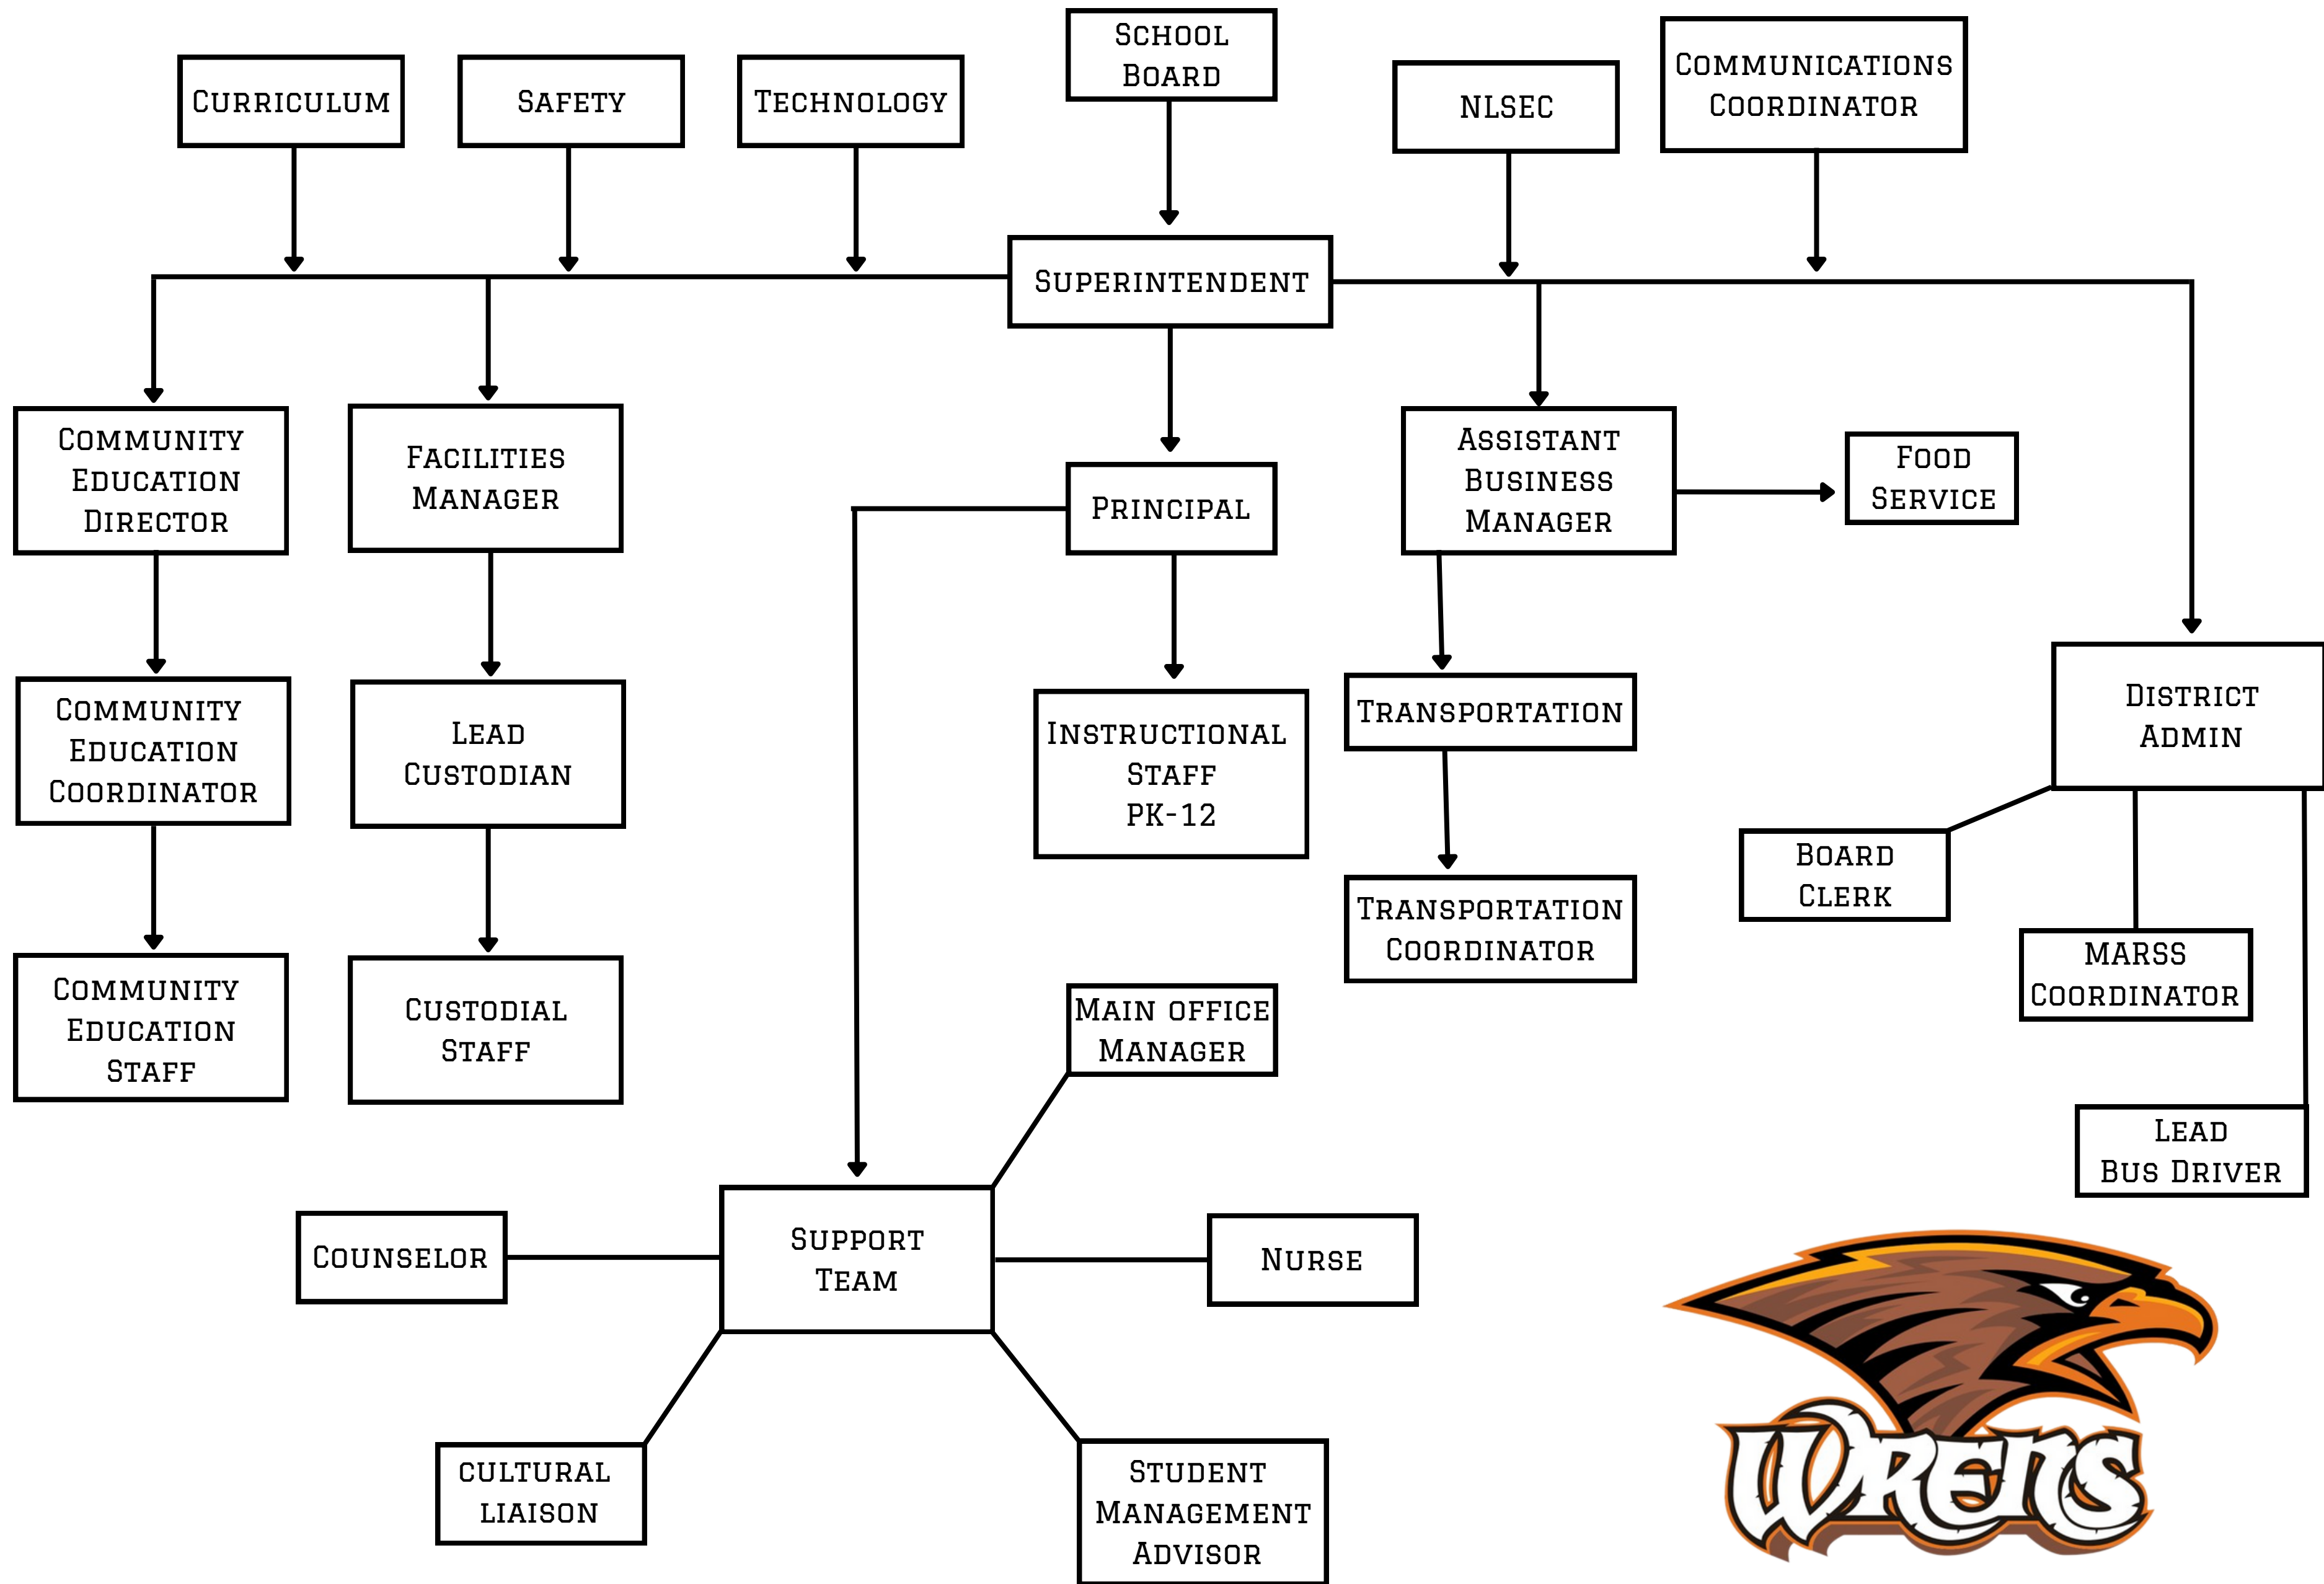 School
Board
Curriculum
Safety
Technology
NLSEC
Communications
Coordinator
Superintendent
Community
Education
Director
Facilities
Manager
Principal
Assistant
Business
Manager
Food
Service
Community
Education
Coordinator
Lead
Custodian
Instructional
Staff
PK-12
Transportation
District
Admin
Board
Clerk
Transportation
Coordinator
MARSS
Coordinator
Community
Education
Staff
Custodial
Staff
Main office
Manager
Lead
Bus Driver
Counselor
Support
Team
Nurse
cultural
liaison
Student
Management
Advisor
WRENS